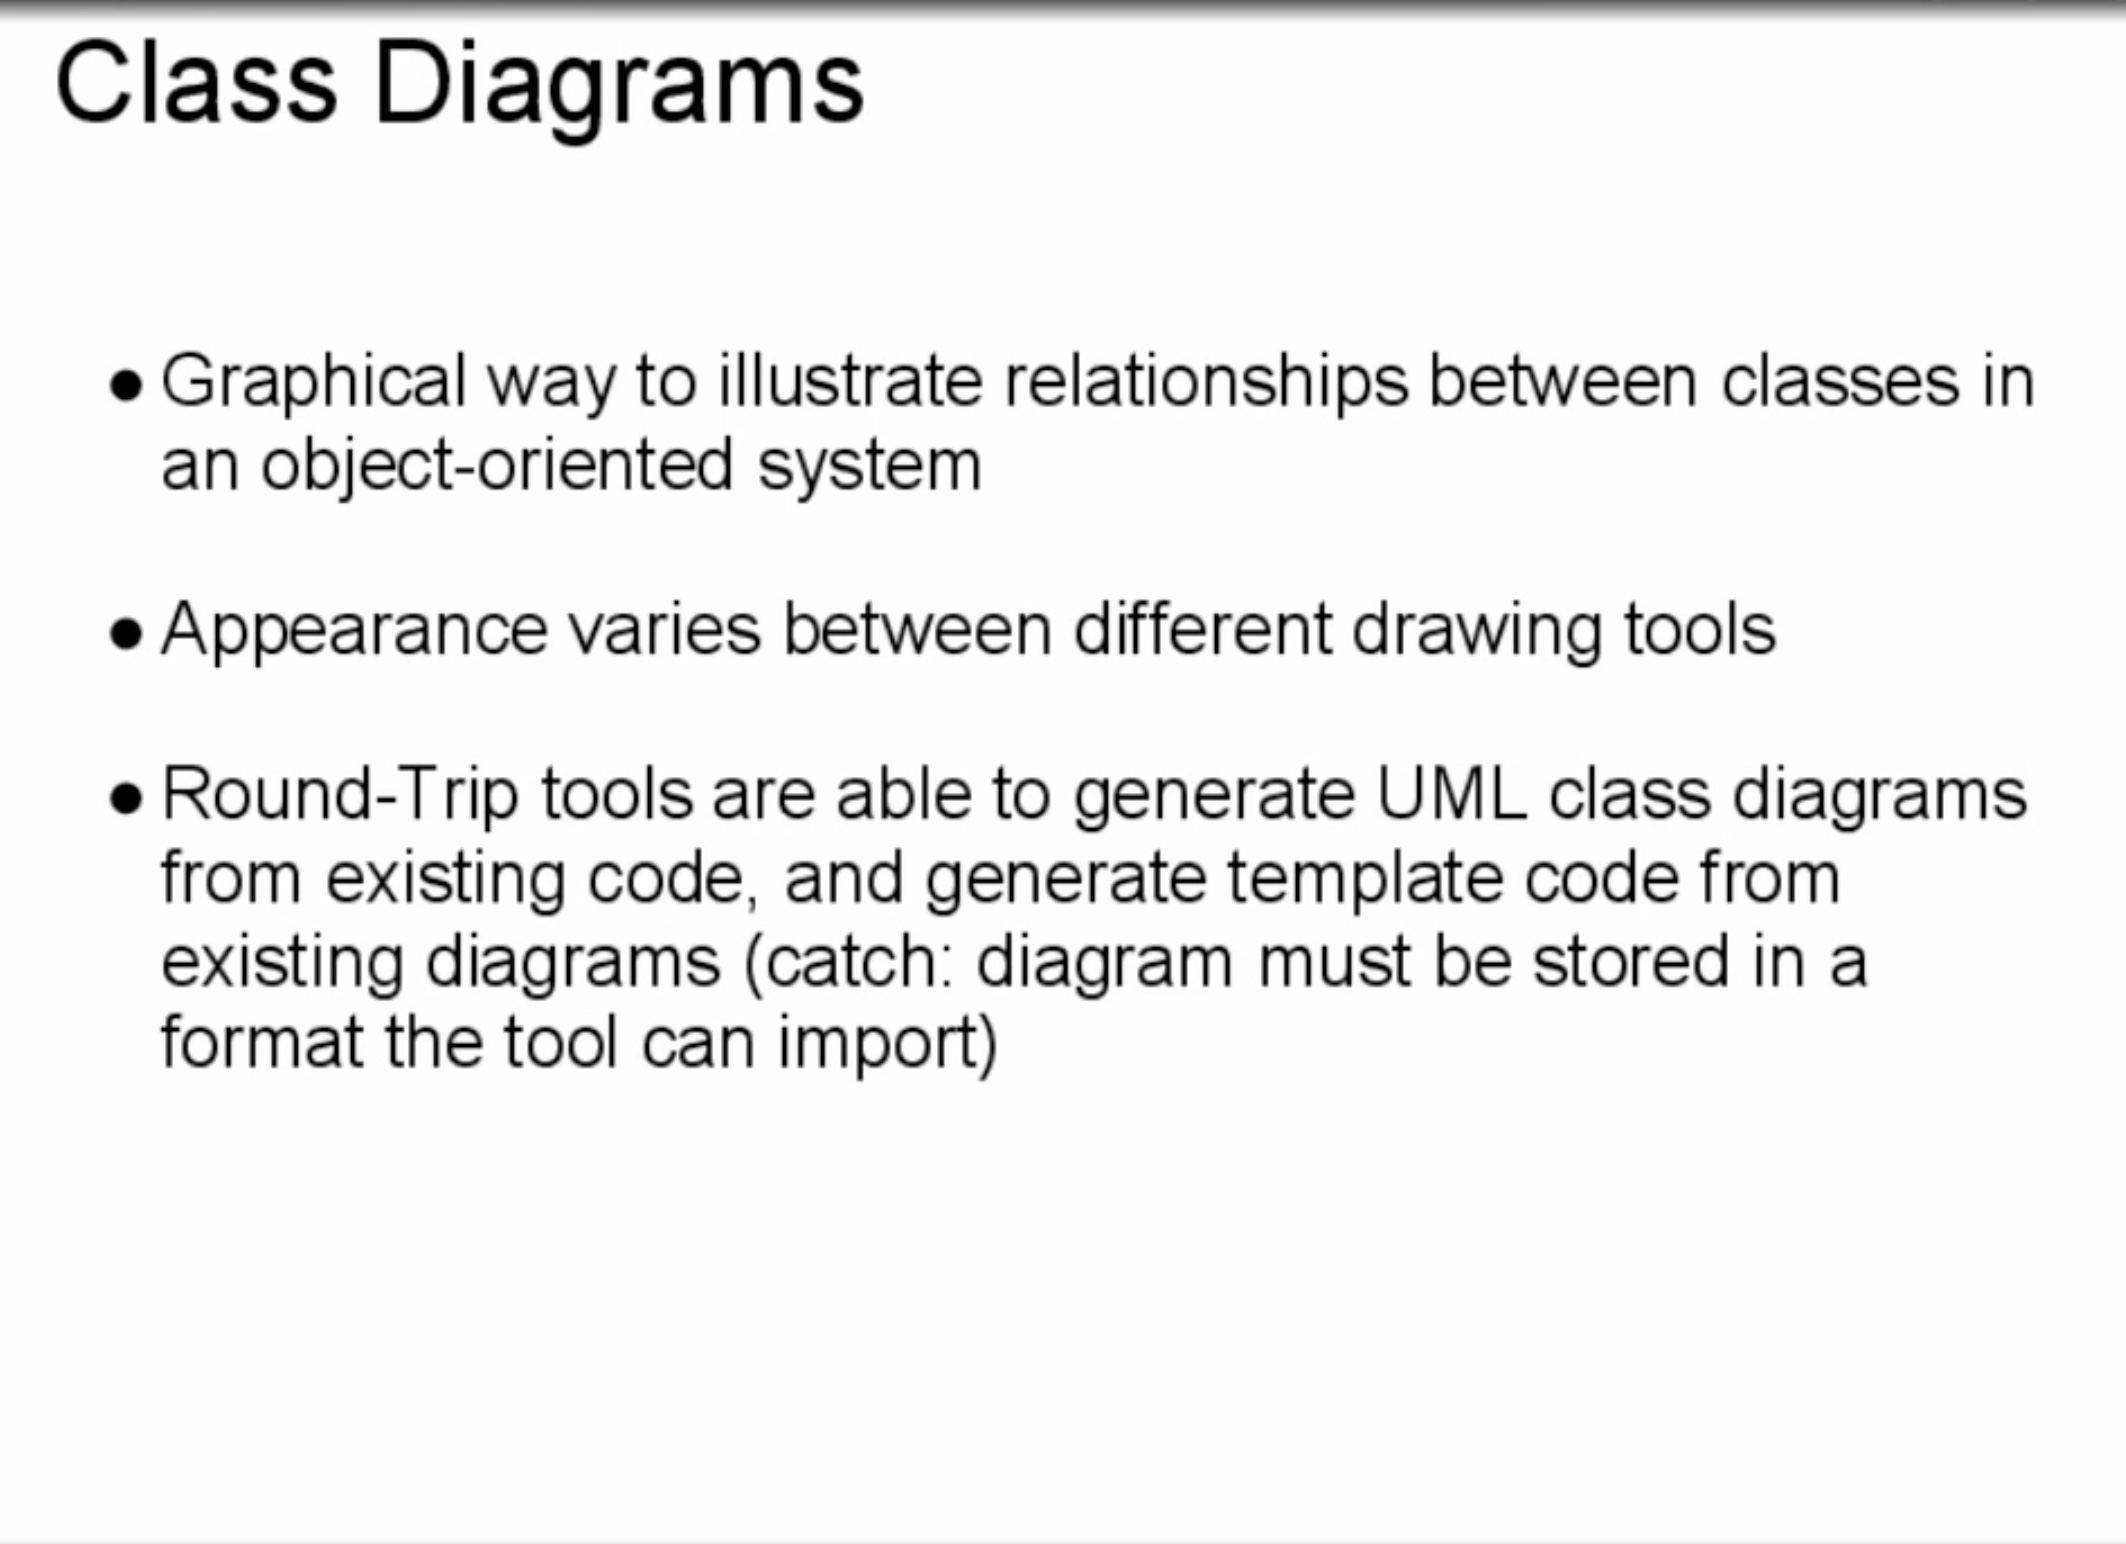 Class Diagrams
● Graphical way to illustrate relationships between classes in
an object-oriented system
● Appearance varies between different drawing tools
● Round-Trip tools are able to generate UML class diagrams
from existing code, and generate template code from
existing diagrams (catch: diagram must be stored in a
format the tool can import)